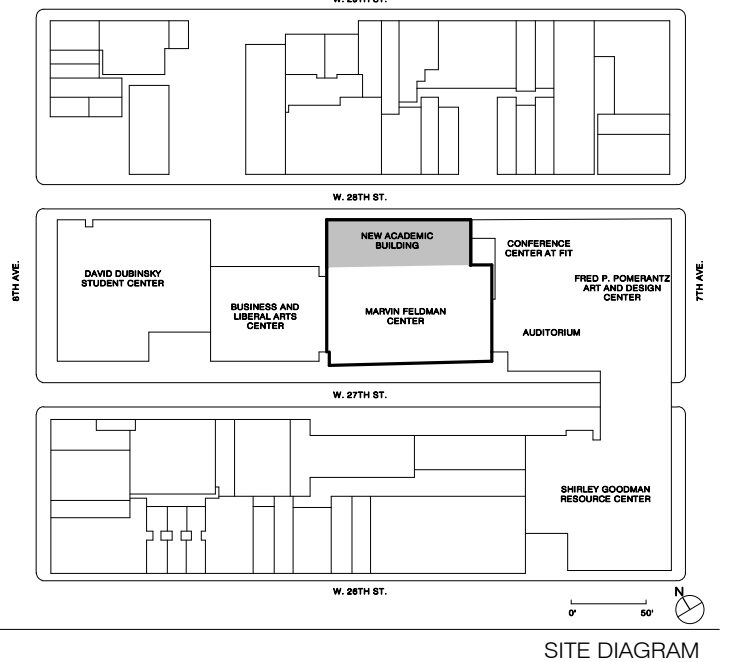 W. 29TH ST.
W. 28TH ST.
NEW ACADEMIC
BUILDING
CONFERENCE
CENTER AT FIT
8TH AVE.
DAVID DUBINSKY
STUDENT CENTER
FRED P. POMERANTZ
ART AND DESIGN
CENTER
7TH AVE.
BUSINESS AND
LIBERAL ARTS
CENTER
MARVIN FELDMAN
CENTER
AUDITORIUM
W. 27TH ST.
SHIRLEY GOODMAN
RESOURCE CENTER
W. 26TH ST.
N
0' 50'
SITE DIAGRAM